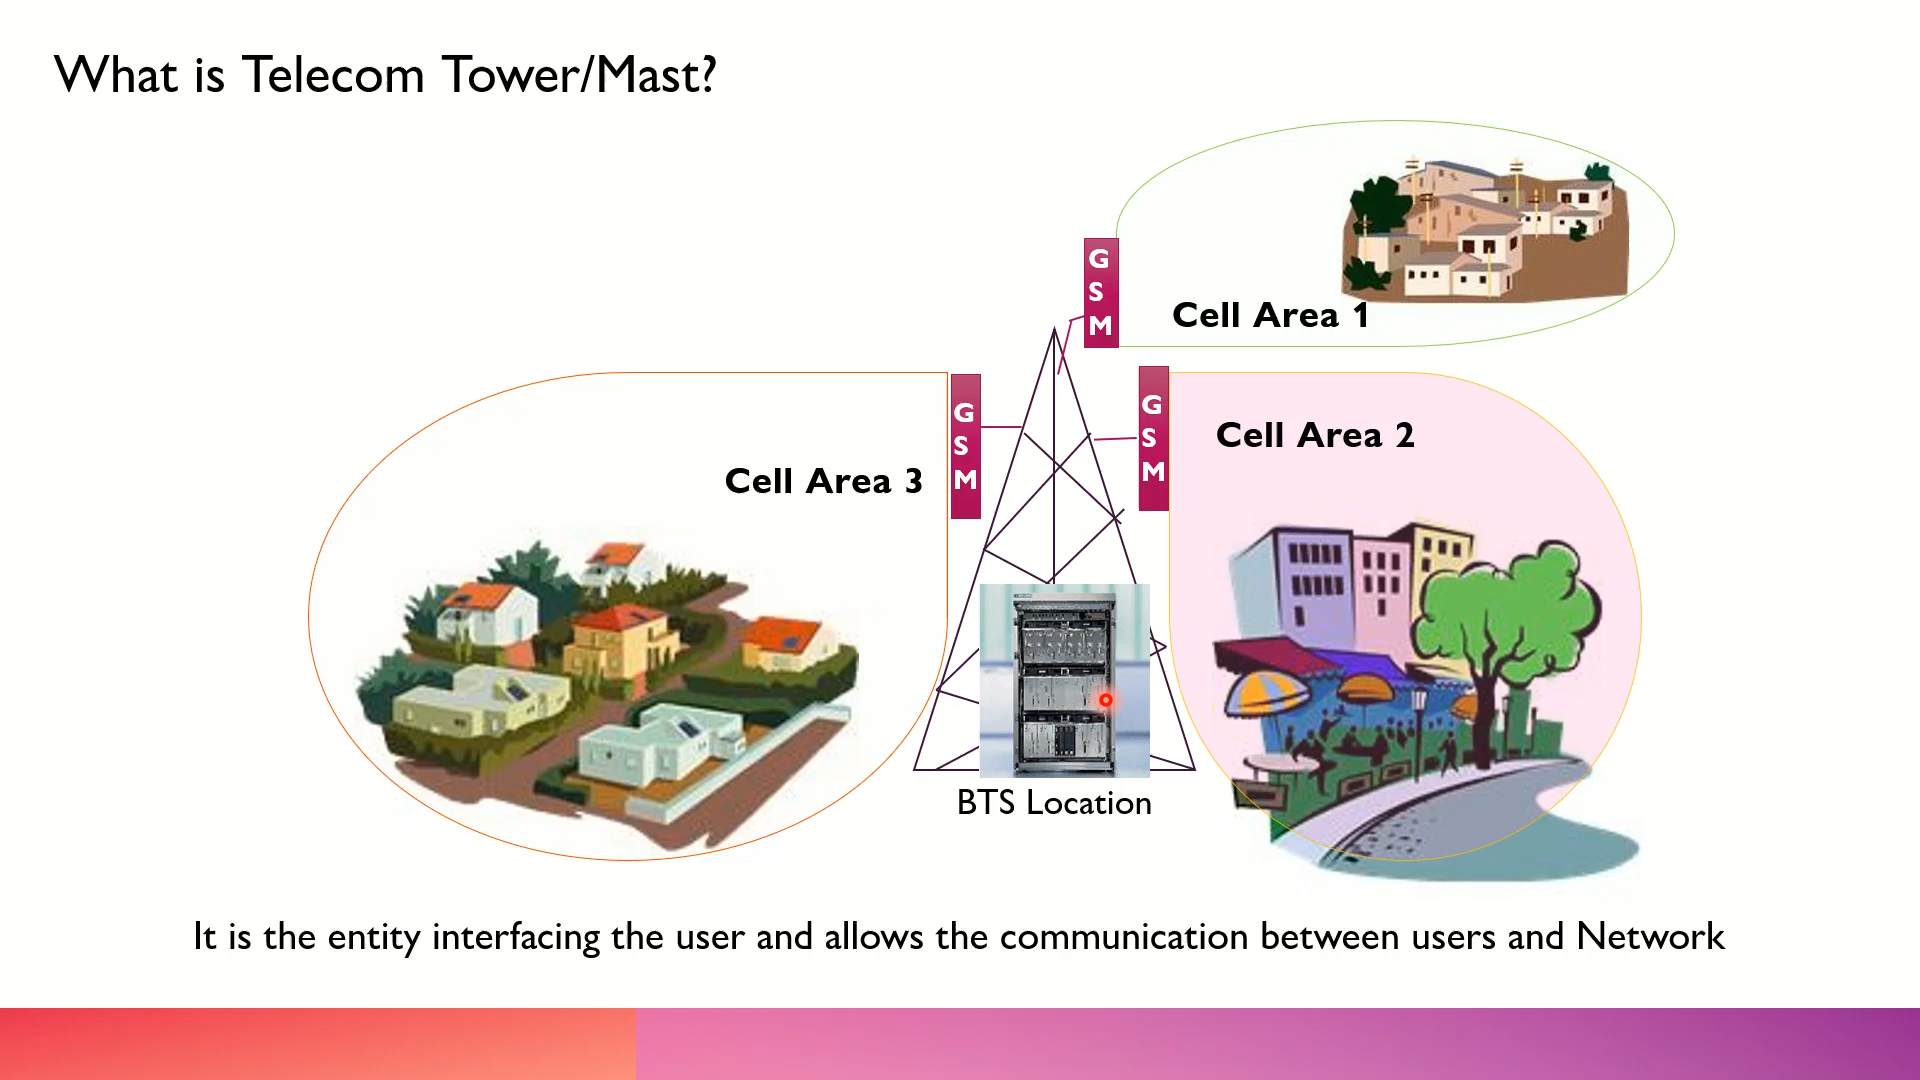 What is Telecom Tower/Mast?
G
S
M
Cell Area 1
G
S
M
Cell Area 3
G
S
M
Cell Area 2
BTS Location
It is the entity interfacing the user and allows the communication between users and Network